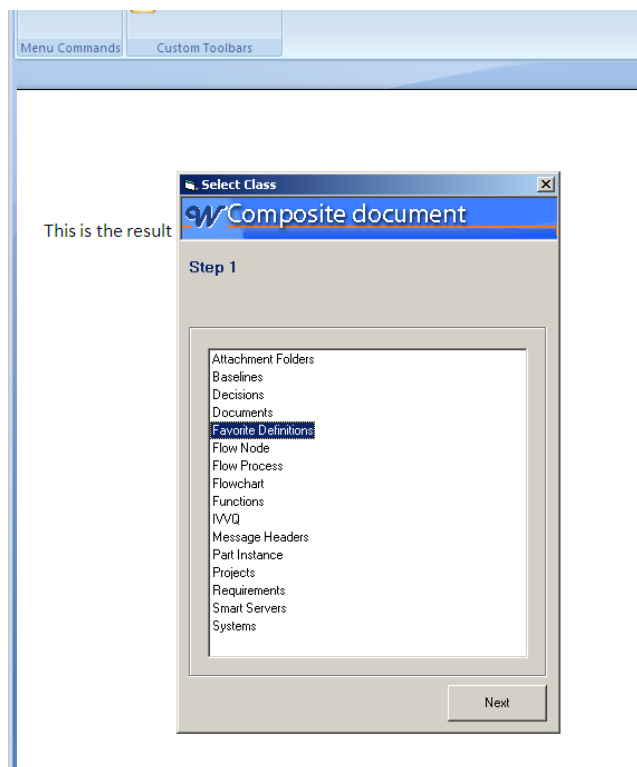 Menu Commands Custom Toolbars
Select Class
W Composite document
This is the result
Step 1
Attachment Folders
Baselines
Decisions
Documents
Favorite Definitions
Flow Node
Flow Process
Flowchart
Functions
IVVQ
Message Headers
Part Instance
Projects
Requirements
Smart Servers
Systems
Next